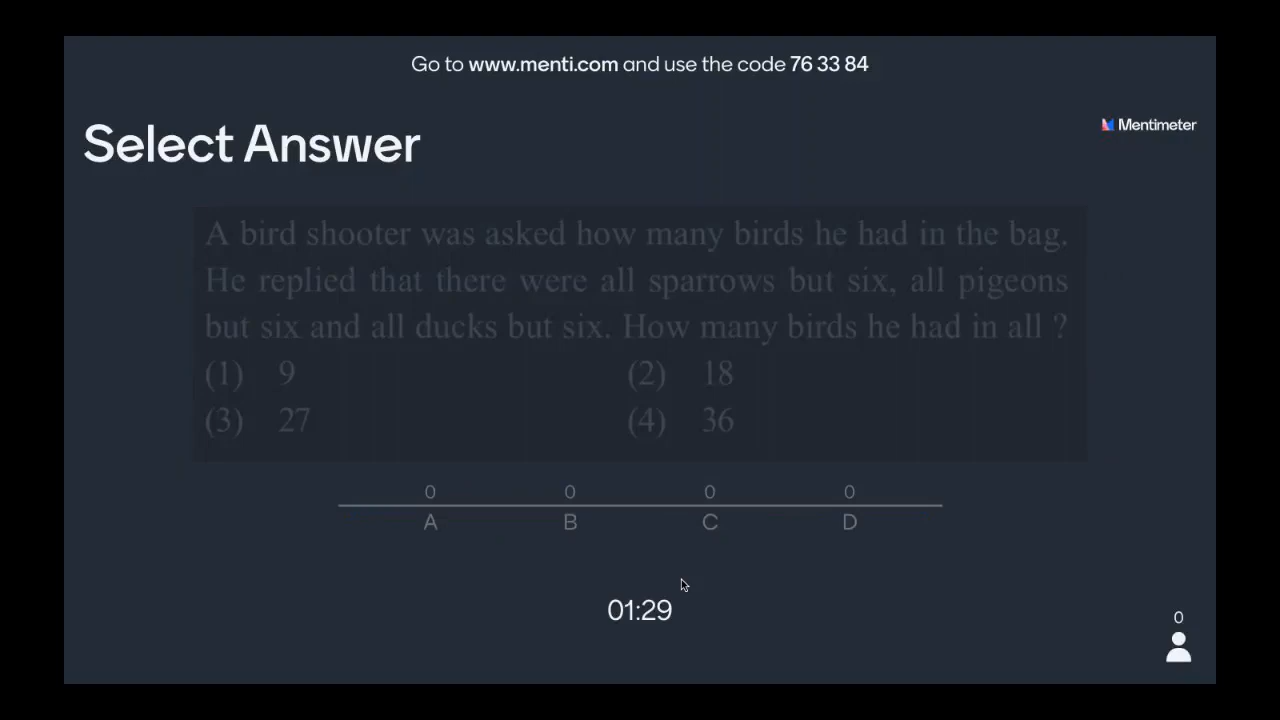 Go to www.menti.com and use the code 76 33 84
Mentimeter
Select Answer
A bird shooter was asked how many birds he had in the bag.
He replied that there were all sparrows but six, all pigeons
but six and all ducks but six. How many birds he had in all ?
(1) 9 (2) 18
(3) 27 (4) 36
0 0 0 0
A B C D
01:29
0